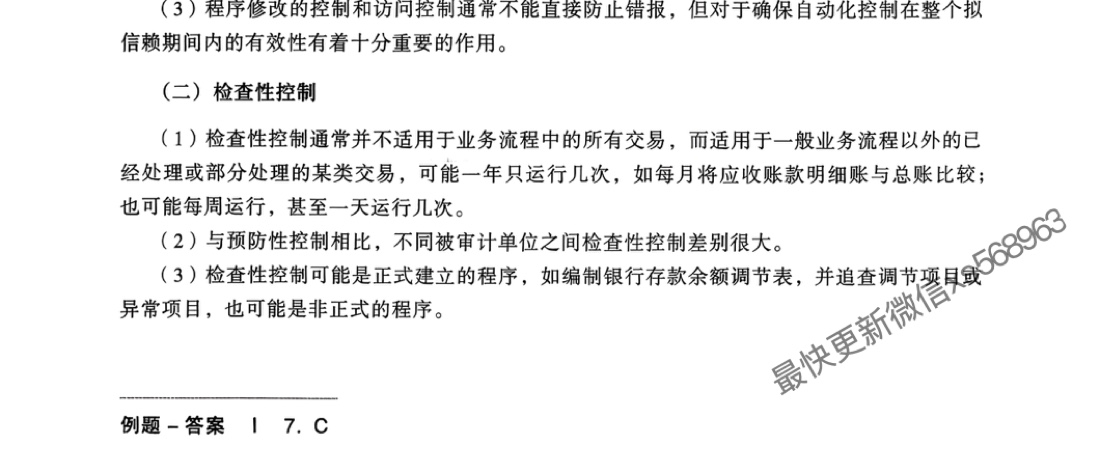 （3）程序修改的控制和访问控制通常不能直接防止错报，但对于确保自动化控制在整个拟
信赖期间内的有效性有着十分重要的作用。
（二）检查性控制
（1）检查性控制通常并不适用于业务流程中的所有交易，而适用于一般业务流程以外的已
经处理或部分处理的某类交易，可能一年只运行几次，如每月将应收账款明细账与总账比较；
也可能每周运行，甚至一天运行几次。
（2）与预防性控制相比，不同被审计单位之间检查性控制差别很大。
（3）检查性控制可能是正式建立的程序，如编制银行存款余额调节表，并追查调节项目或
异常项目，也可能是非正式的程序。
例题－答案 | 7. C